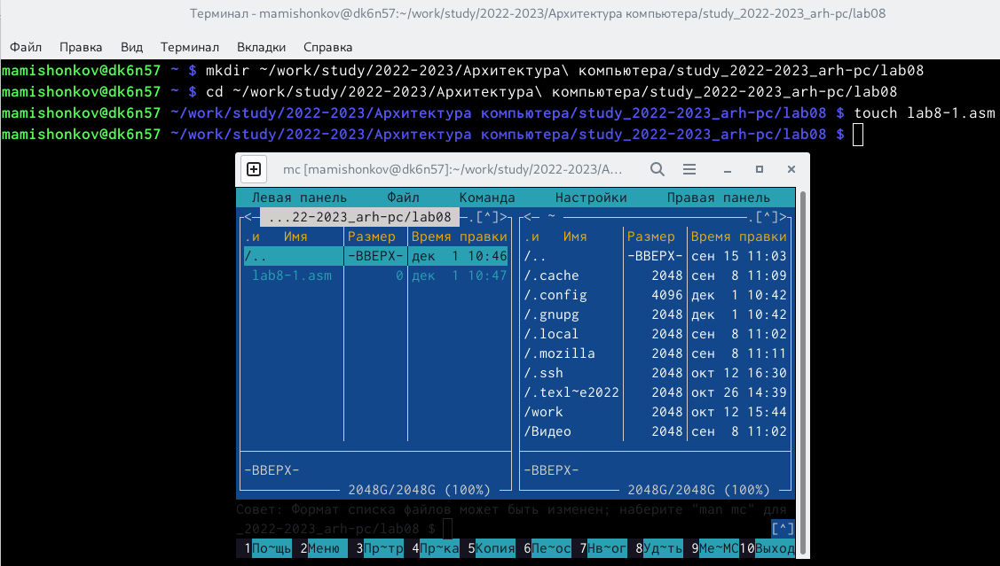 Терминал - mamishonkov@dk6n57:~/work/study/2022-2023/Архитектура компьютера/study_2022-2023_arh-pc/lab08
Файл Правка Вид Терминал Вкладки Справка
mamishonkov@dk6n57 ~ $ mkdir ~/work/study/2022-2023/Архитектура\ компьютера/study_2022-2023_arh-pc/lab08
mamishonkov@dk6n57 ~ $ cd ~/work/study/2022-2023/Архитектура\ компьютера/study_2022-2023_arh-pc/lab08
mamishonkov@dk6n57 ~/work/study/2022-2023/Архитектура компьютера/study_2022-2023_arh-pc/lab08 $ touch lab8-1.asm
mamishonkov@dk6n57 ~/work/study/2022-2023/Архитектура компьютера/study_2022-2023_arh-pc/lab08 $
mc [mamishonkov@dk6n57]:~/work/study/2022-2023/А...
Левая панель Файл Команда Настройки Правая панель
<─ ...22-2023_arh-pc/lab08 ─.[^]> <─ ~ ─.[^]>
.и Имя Размер Время правки .и Имя Размер Время правки
/.. -ВВЕРХ- дек 1 10:46 /.. -ВВЕРХ- сен 15 11:03
lab8-1.asm 0 дек 1 10:47 /.cache 2048 сен 8 11:09
/.config 4096 дек 1 10:42
/.gnupg 2048 дек 1 10:42
/.local 2048 сен 8 11:02
/.mozilla 2048 сен 8 11:11
/.ssh 2048 окт 12 16:30
/.texl~e2022 2048 окт 26 14:39
/work 2048 окт 12 15:44
/Видео 2048 сен 8 11:02
-ВВЕРХ- -ВВЕРХ-
2048G/2048G (100%) 2048G/2048G (100%)
Совет: Формат списка файлов может быть изменен; наберите "man mc" для
_2022-2023_arh-pc/lab08 $ [^]
1По~щь 2Меню 3Пр~тр 4Пр~ка 5Копия 6Пе~ос 7Нв~ог 8Уд~ть 9Ме~МС 10Выход